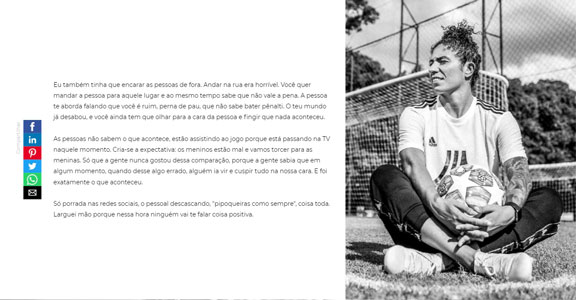 Eu também tinha que encarar as pessoas de fora. Andar na rua era horrível. Você quer
mandar a pessoa para aquele lugar e ao mesmo tempo sabe que não vale a pena. A pessoa
te aborda falando que você é ruim, perna de pau, que não sabe bater pênalti. O teu mundo
já desabou, e você ainda tem que olhar para a cara da pessoa e fingir que nada aconteceu.
As pessoas não sabem o que acontece, estão assistindo ao jogo porque está passando na TV
naquele momento. Cria-se a expectativa: os meninos estão mal e vamos torcer para as
meninas. Só que a gente nunca gostou dessa comparação, porque a gente sabia que em
algum momento, quando desse algo errado, alguém ia vir e cuspir tudo na nossa cara. E foi
exatamente o que aconteceu.
Só porrada nas redes sociais, o pessoal descascando, "pipoqueiras como sempre", coisa toda.
Larguei mão porque nessa hora ninguém vai te falar coisa positiva.